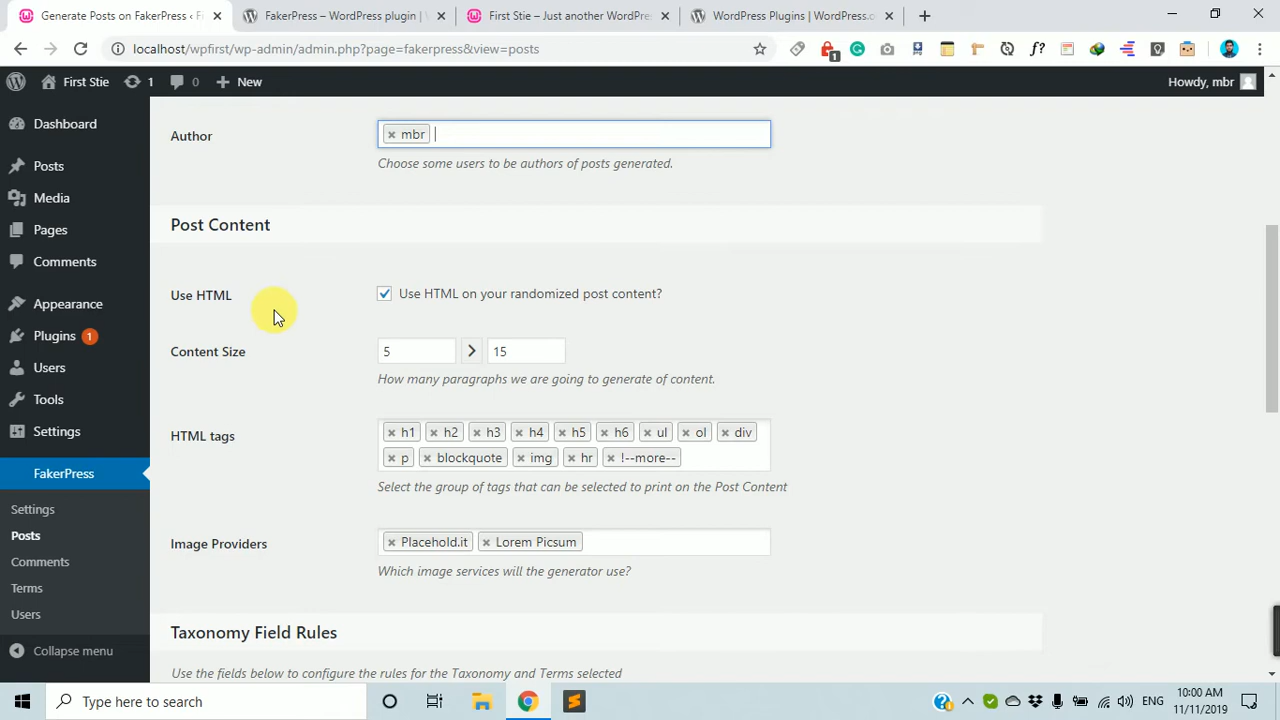 Generate Posts on FakerPress ‹ F
FakerPress – WordPress plugin |
First Stie – Just another WordPre
WordPress Plugins | WordPress.c
localhost/wpfirst/wp-admin/admin.php?page=fakerpress&view=posts
1
f?
First Stie
1
0
New
Howdy, mbr
Dashboard
Posts
Media
Pages
Comments
Appearance
Plugins 1
Users
Tools
Settings
FakerPress
Settings
Posts
Comments
Terms
Users
Collapse menu
Author
× mbr
Choose some users to be authors of posts generated.
Post Content
Use HTML
Use HTML on your randomized post content?
Content Size
5 > 15
How many paragraphs we are going to generate of content.
HTML tags
× h1 × h2 × h3 × h4 × h5 × h6 × ul × ol × div
× p × blockquote × img × hr × !--more--
Select the group of tags that can be selected to print on the Post Content
Image Providers
× Placehold.it × Lorem Picsum
Which image services will the generator use?
Taxonomy Field Rules
Use the fields below to configure the rules for the Taxonomy and Terms selected
Type here to search
ENG
10:00 AM
11/11/2019